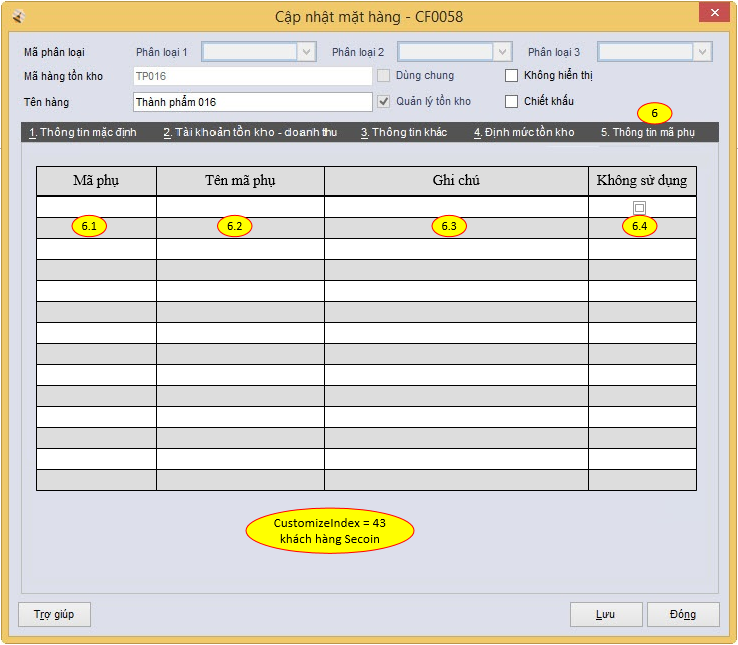 Cập nhật mặt hàng - CF0058
Mã phân loại Phân loại 1 Phân loại 2 Phân loại 3
Mã hàng tồn kho TP016 Dùng chung Không hiển thị
Tên hàng Thành phẩm 016 Quản lý tồn kho Chiết khấu
6
1. Thông tin mặc định 2. Tài khoản tồn kho - doanh thu 3. Thông tin khác 4. Định mức tồn kho 5. Thông tin mã phụ
Mã phụ Tên mã phụ Ghi chú Không sử dụng
6.1 6.2 6.3 6.4
CustomizeIndex = 43
khách hàng Secoin
Trợ giúp Lưu Đóng